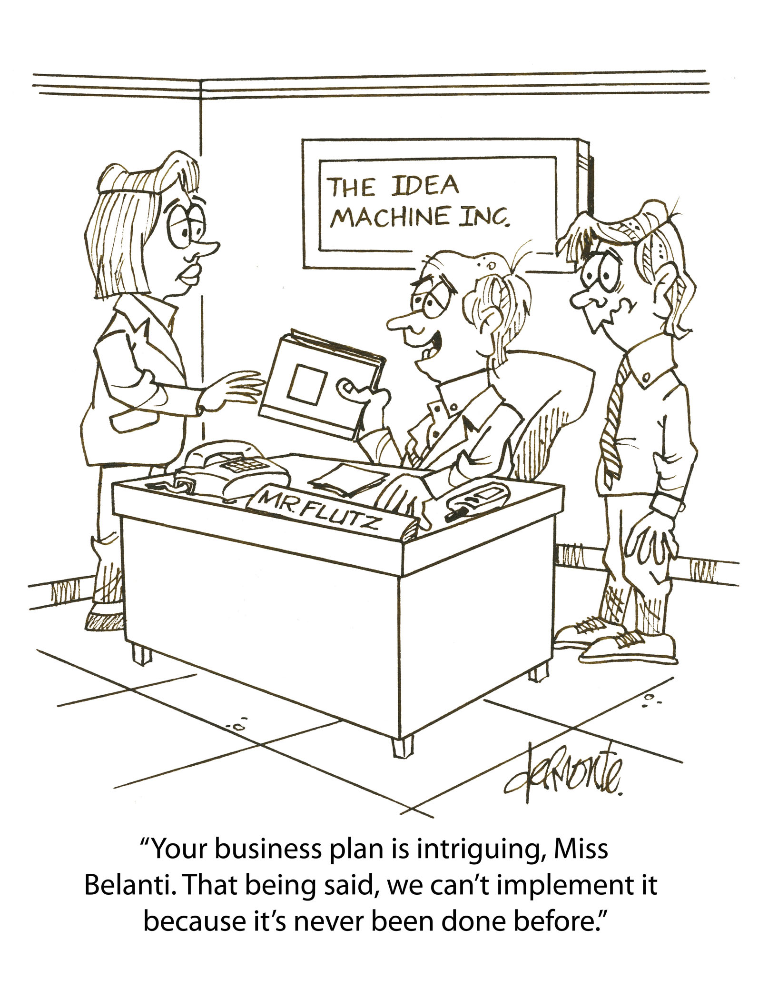 THE IDEA
MACHINE INC.
MR. FLUTZ
delmonte.
“Your business plan is intriguing, Miss
Belanti. That being said, we can’t implement it
because it’s never been done before.”